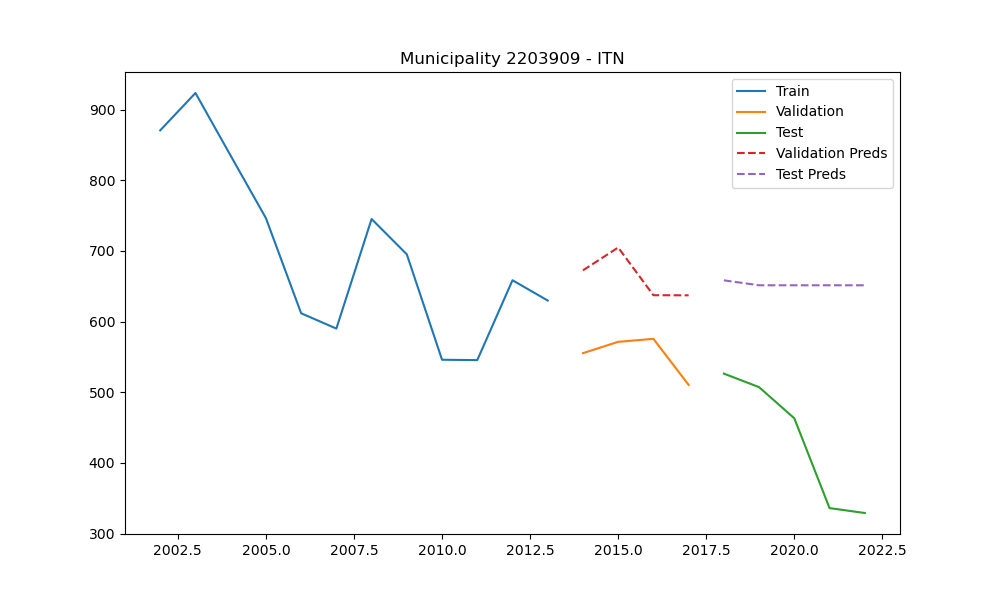 Municipality 2203909 - ITN
Train
Validation
Test
Validation Preds
Test Preds
900
800
700
600
500
400
300
2002.5 2005.0 2007.5 2010.0 2012.5 2015.0 2017.5 2020.0 2022.5